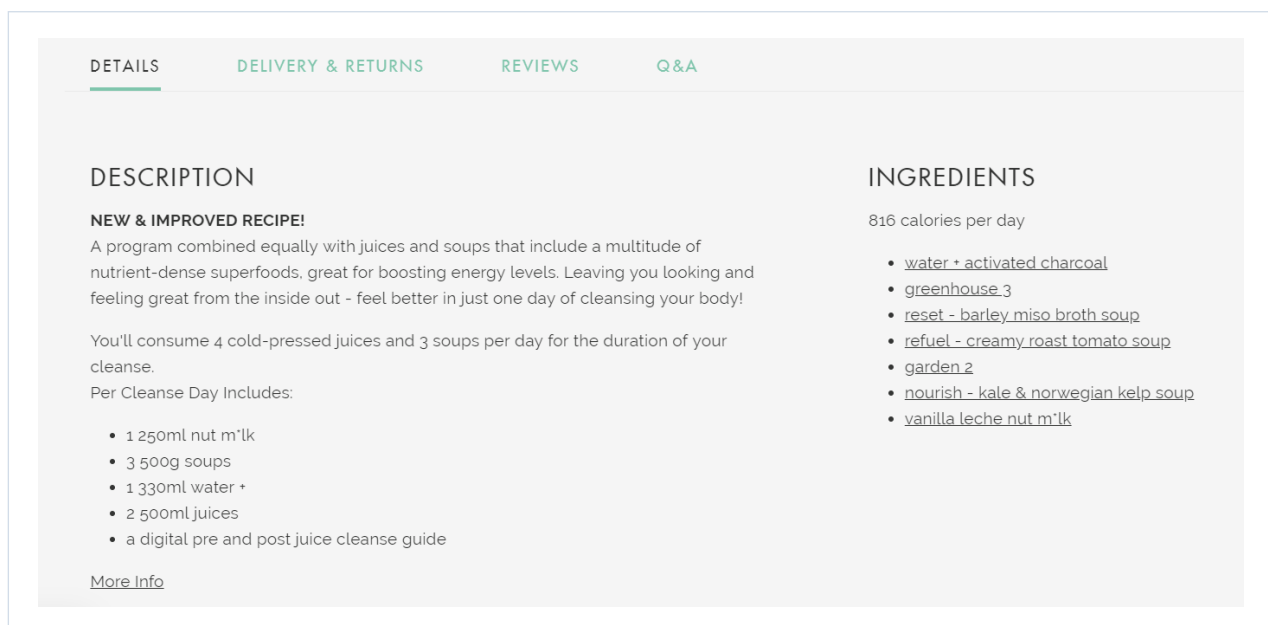 DETAILS
DELIVERY & RETURNS
REVIEWS
Q&A
DESCRIPTION
NEW & IMPROVED RECIPE!
A program combined equally with juices and soups that include a multitude of
nutrient-dense superfoods, great for boosting energy levels. Leaving you looking and
feeling great from the inside out - feel better in just one day of cleansing your body!
You'll consume 4 cold-pressed juices and 3 soups per day for the duration of your
cleanse.
Per Cleanse Day Includes:
1 250ml nut m*lk
3 500g soups
1 330ml water +
2 500ml juices
a digital pre and post juice cleanse guide
More Info
INGREDIENTS
816 calories per day
water + activated charcoal
greenhouse 3
reset - barley miso broth soup
refuel - creamy roast tomato soup
garden 2
nourish - kale & norwegian kelp soup
vanilla leche nut m*lk